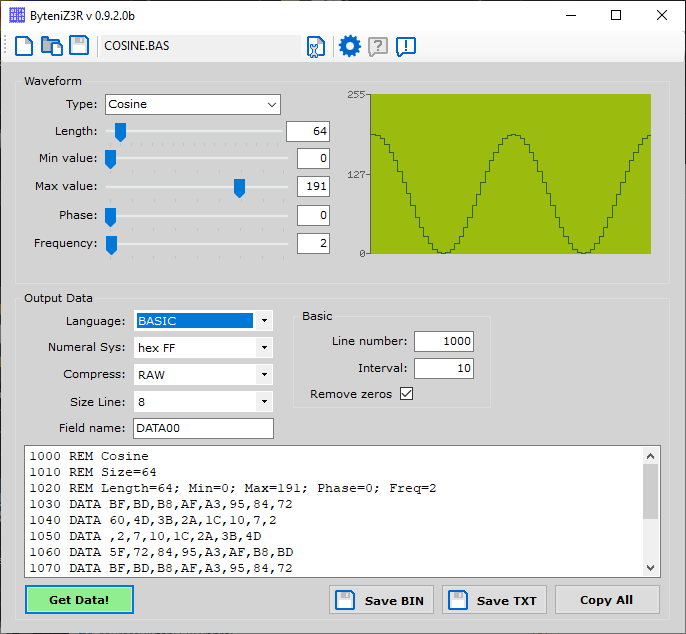 ByteniZ3R v 0.9.2.0b
COSINE.BAS
Waveform
Type: Cosine
Length: 64
Min value: 0
Max value: 191
Phase: 0
Frequency: 2
255
127
0
Output Data
Language: BASIC
Numeral Sys: hex FF
Compress: RAW
Size Line: 8
Field name: DATA00
Basic
Line number: 1000
Interval: 10
Remove zeros
1000 REM Cosine
1010 REM Size=64
1020 REM Length=64; Min=0; Max=191; Phase=0; Freq=2
1030 DATA BF,BD,B8,AF,A3,95,84,72
1040 DATA 60,4D,3B,2A,1C,10,7,2
1050 DATA ,2,7,10,1C,2A,3B,4D
1060 DATA 5F,72,84,95,A3,AF,B8,BD
1070 DATA BF,BD,B8,AF,A3,95,84,72
Get Data!
Save BIN
Save TXT
Copy All